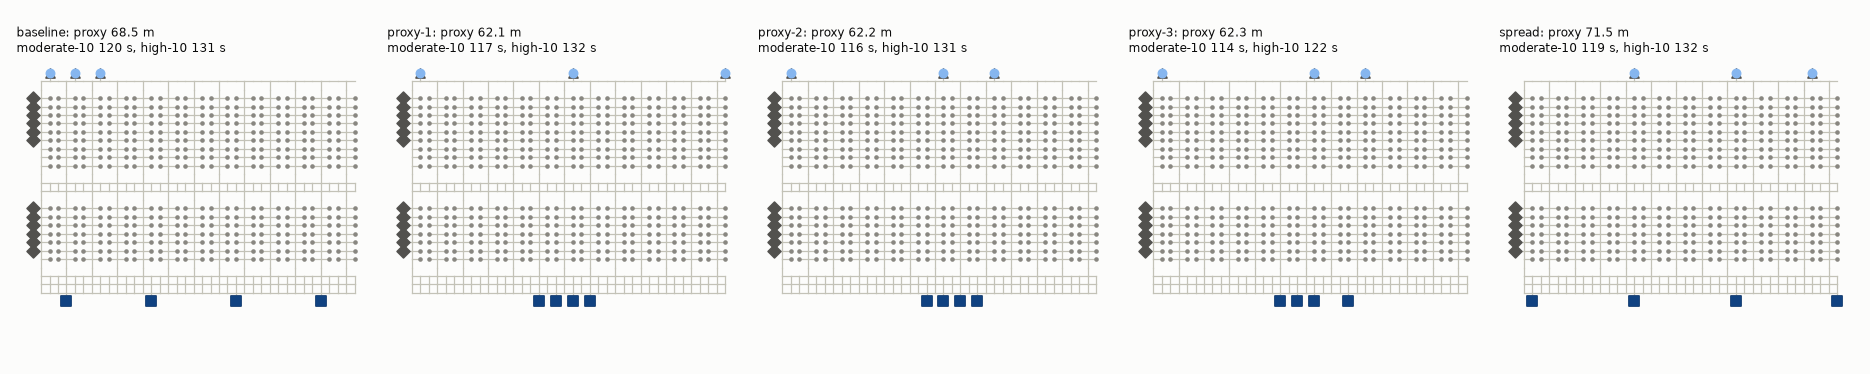 baseline: proxy 68.5 m
moderate-10 120 s, high-10 131 s
proxy-1: proxy 62.1 m
moderate-10 117 s, high-10 132 s
proxy-2: proxy 62.2 m
moderate-10 116 s, high-10 131 s
proxy-3: proxy 62.3 m
moderate-10 114 s, high-10 122 s
spread: proxy 71.5 m
moderate-10 119 s, high-10 132 s